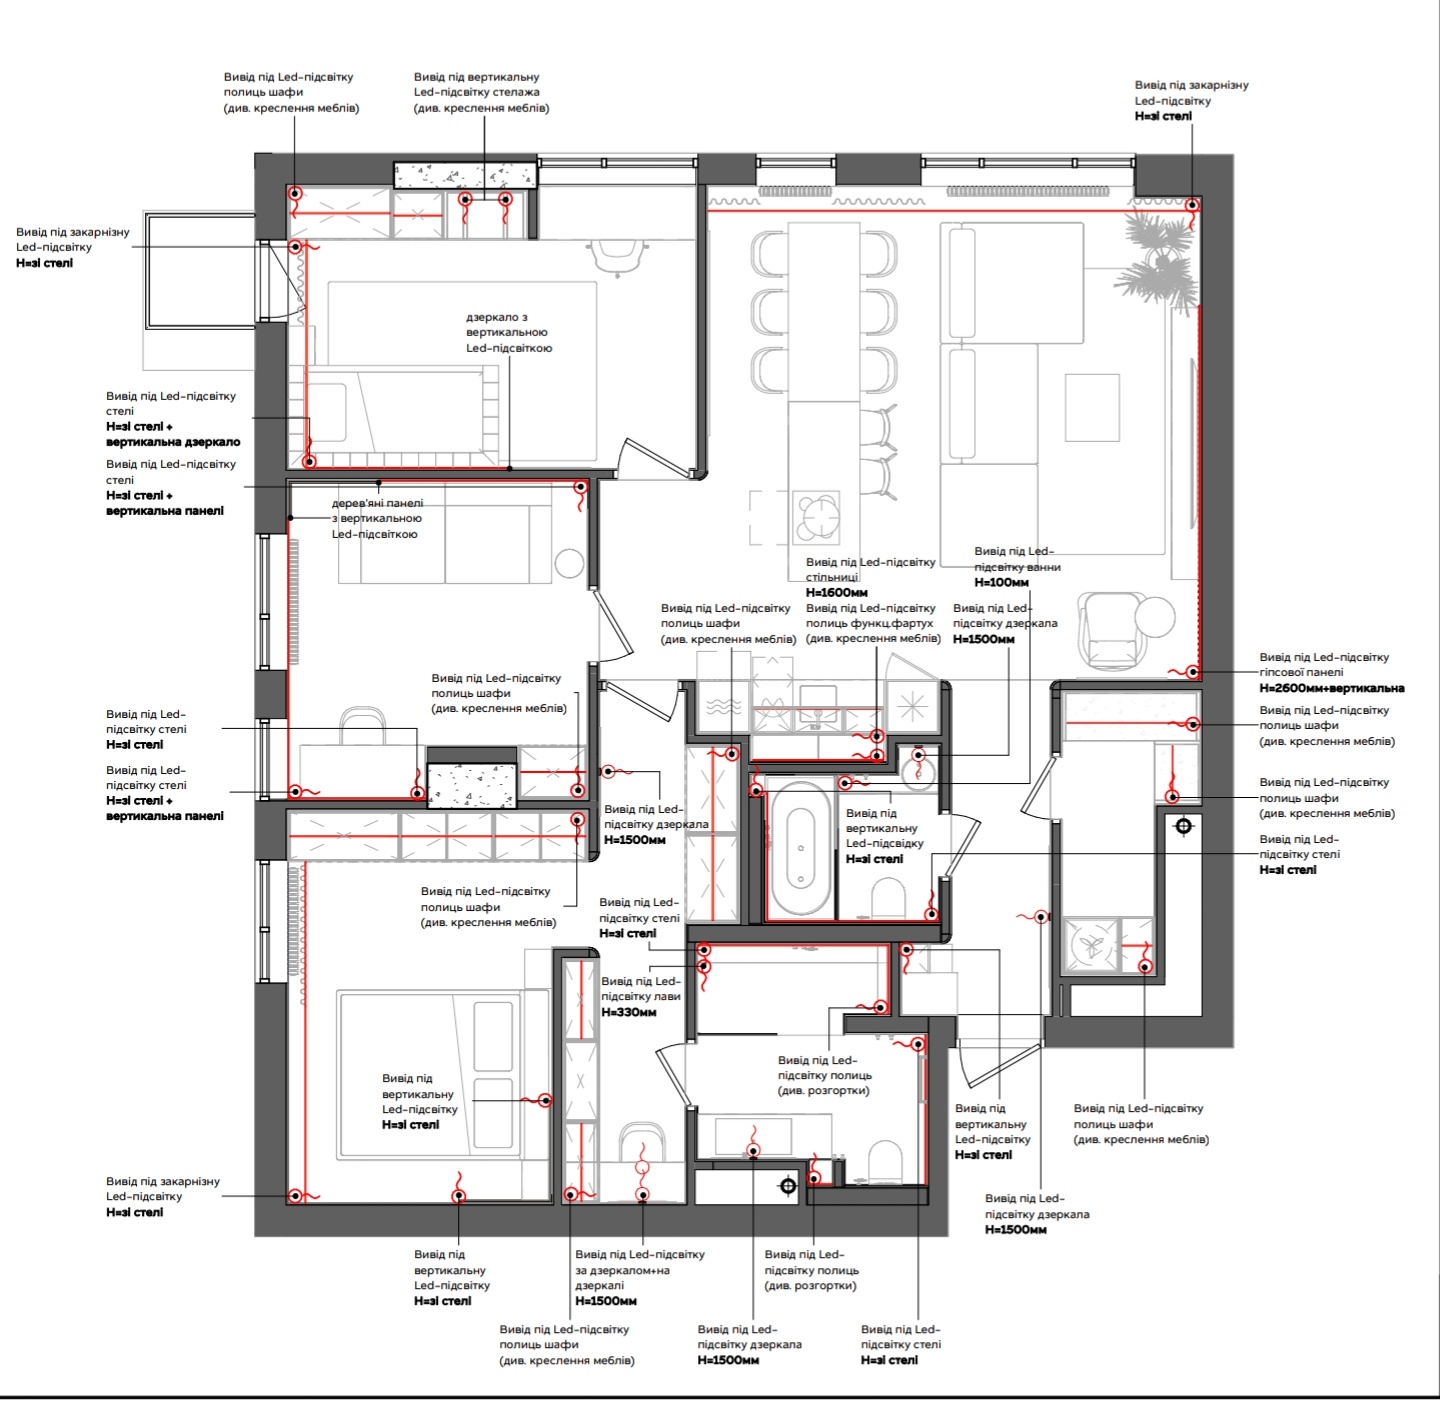 Вивід під Led-підсвітку
полиць шафи
(див. креслення меблів)
Вивід під вертикальну
Led-підсвітку стелажа
(див. креслення меблів)
Вивід під закарнізну
Led-підсвітку
H=зі стелі
Вивід під закарнізну
Led-підсвітку
H=зі стелі
дзеркало з
вертикальною
Led-підсвіткою
Вивід під Led-підсвітку
стелі
H=зі стелі +
вертикальна дзеркало
Вивід під Led-підсвітку
стелі
H=зі стелі +
вертикальна панелі
дерев'яні панелі
з вертикальною
Led-підсвіткою
Вивід під Led-підсвітку
стільниці
H=1600мм
Вивід під Led-
підсвітку ванни
H=100мм
Вивід під Led-підсвітку
полиць шафи
(див. креслення меблів)
Вивід під Led-підсвітку
полиць функц.фартух
(див. креслення меблів)
Вивід під Led-
підсвітку дзеркала
H=1500мм
Вивід під Led-підсвітку
гіпсової панелі
H=2600мм+вертикальна
Вивід під Led-підсвітку
полиць шафи
(див. креслення меблів)
Вивід під Led-підсвітку
полиць шафи
(див. креслення меблів)
Вивід під Led-
підсвітку стелі
H=зі стелі
Вивід під Led-підсвітку
полиць шафи
(див. креслення меблів)
Вивід під Led-
підсвітку стелі
H=зі стелі
Вивід під Led-
підсвітку стелі
H=зі стелі +
вертикальна панелі
Вивід під Led-
підсвітку дзеркала
H=1500мм
Вивід під
вертикальну
Led-підсвідку
H=зі стелі
Вивід під Led-підсвітку
полиць шафи
(див. креслення меблів)
Вивід під Led-
підсвітку стелі
H=зі стелі
Вивід під Led-
підсвітку лави
H=330мм
Вивід під Led-
підсвітку полиць
(див. розгортки)
Вивід під
вертикальну
Led-підсвітку
H=зі стелі
Вивід під
вертикальну
Led-підсвітку
H=зі стелі
Вивід під Led-підсвітку
полиць шафи
(див. креслення меблів)
Вивід під закарнізну
Led-підсвітку
H=зі стелі
Вивід під Led-
підсвітку дзеркала
H=1500мм
Вивід під
вертикальну
Led-підсвітку
H=зі стелі
Вивід під Led-підсвітку
за дзеркалом+на
дзеркалі
H=1500мм
Вивід під Led-
підсвітку полиць
(див. розгортки)
Вивід під Led-підсвітку
полиць шафи
(див. креслення меблів)
Вивід під Led-
підсвітку дзеркала
H=1500мм
Вивід під Led-
підсвітку стелі
H=зі стелі